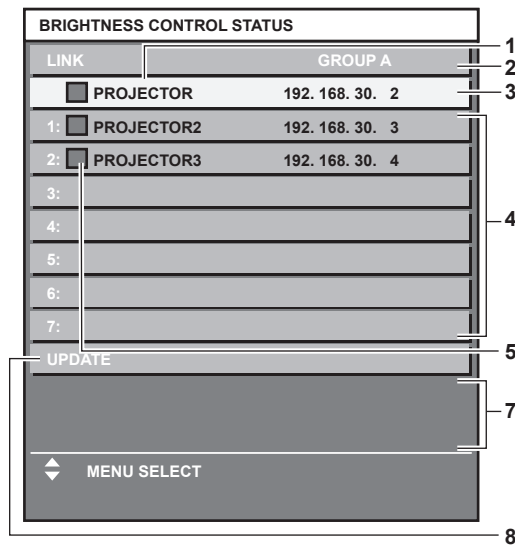 BRIGHTNESS CONTROL STATUS
LINK GROUP A
PROJECTOR 192. 168. 30. 2
1: PROJECTOR2 192. 168. 30. 3
2: PROJECTOR3 192. 168. 30. 4
3:
4:
5:
6:
7:
UPDATE
MENU SELECT
1
2
3
4
5
7
8